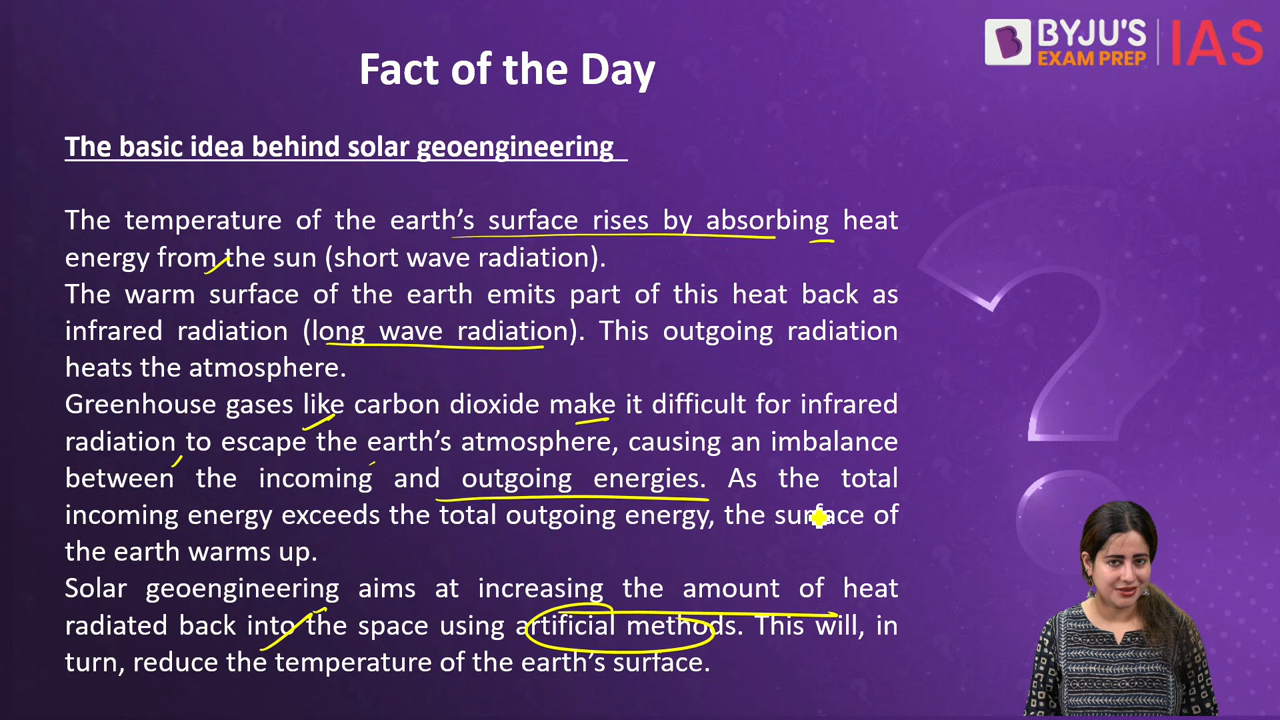 Fact of the Day
BYJU'S
EXAM PREP
IAS
The basic idea behind solar geoengineering
The temperature of the earth's surface rises by absorbing heat
energy from the sun (short wave radiation).
The warm surface of the earth emits part of this heat back as
infrared radiation (long wave radiation). This outgoing radiation
heats the atmosphere.
Greenhouse gases like carbon dioxide make it difficult for infrared
radiation to escape the earth's atmosphere, causing an imbalance
between the incoming and outgoing energies. As the total
incoming energy exceeds the total outgoing energy, the surface of
the earth warms up.
Solar geoengineering aims at increasing the amount of heat
radiated back into the space using artificial methods. This will, in
turn, reduce the temperature of the earth's surface.